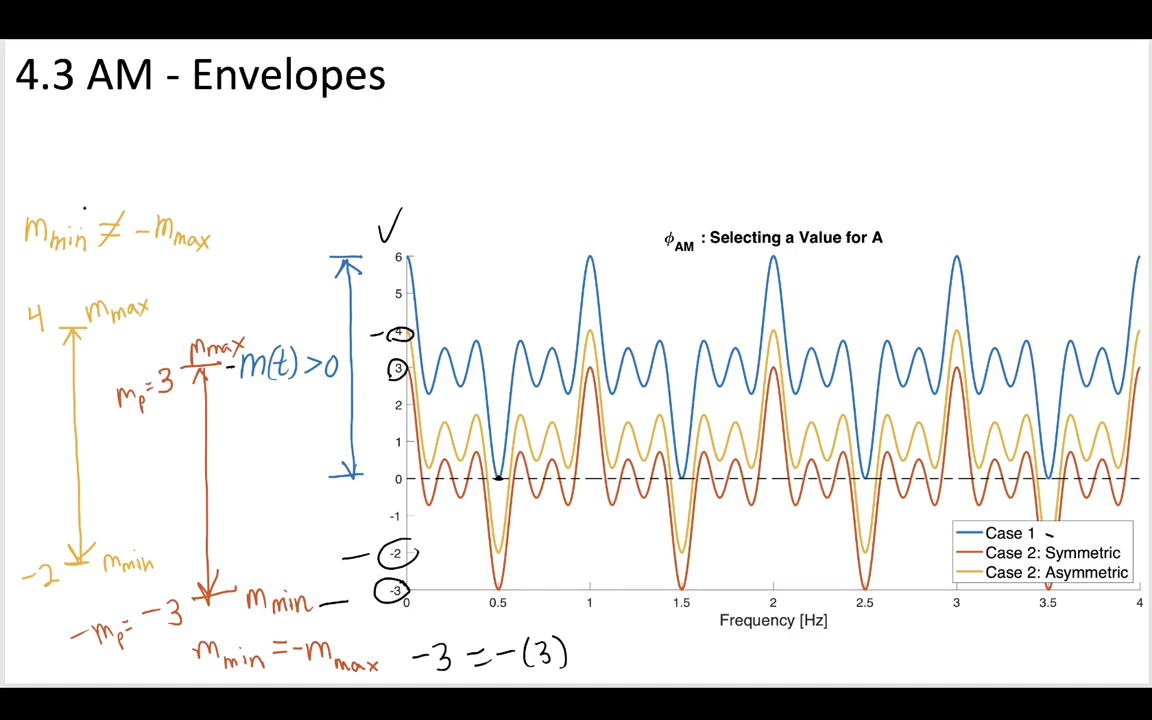 4.3 AM - Envelopes
m_min ≠ -m_max
4 m_max
m_max
m_p = 3
-m(t) > 0
-2 m_min
-m_p = -3 m_min
m_min = -m_max
-3 = -(3)
✓
ϕ_AM : Selecting a Value for A
6
5
4
3
2
1
0
-1
-2
-3
0 0.5 1 1.5 2 2.5 3 3.5 4
Frequency [Hz]
Case 1
Case 2: Symmetric
Case 2: Asymmetric